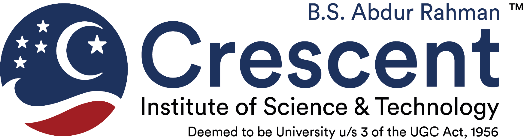 B.S. Abdur Rahman ™
Crescent
Institute of Science & Technology
Deemed to be University u/s 3 of the UGC Act, 1956